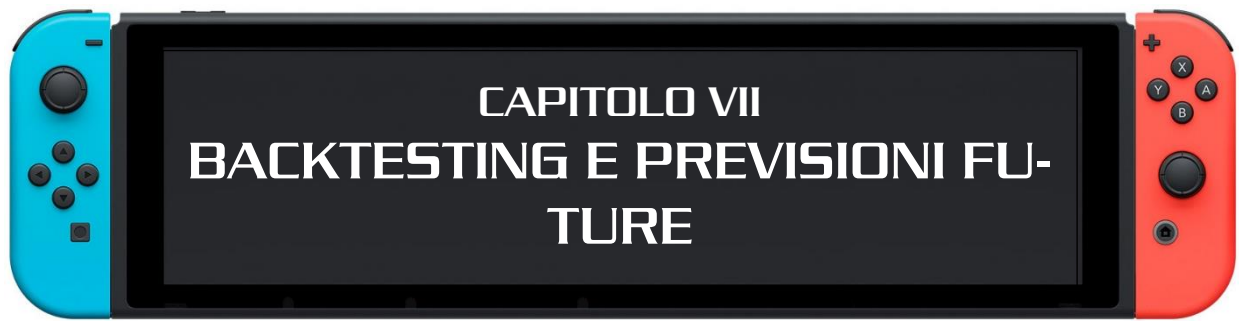 CAPITOLO VII
BACKTESTING E PREVISIONI FU-
TURE
X
Y A
B